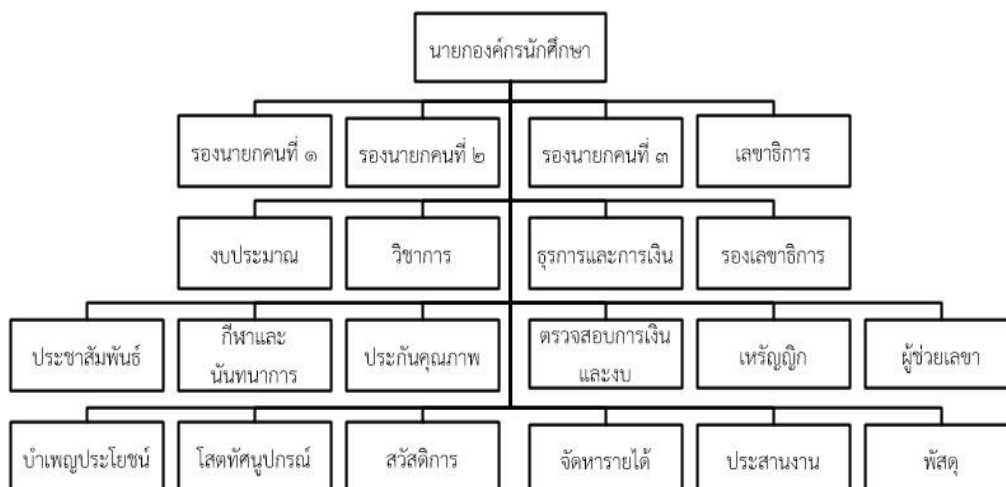 นายกองค์กรนักศึกษา
รองนายกคนที่ ๑
รองนายกคนที่ ๒
รองนายกคนที่ ๓
เลขาธิการ
งบประมาณ
วิชาการ
ธุรการและการเงิน
รองเลขาธิการ
ประชาสัมพันธ์
กีฬาและ
นันทนาการ
ประกันคุณภาพ
ตรวจสอบการเงิน
และงบ
เหรัญญิก
ผู้ช่วยเลขา
บำเพ็ญประโยชน์
โสตทัศนูปกรณ์
สวัสดิการ
จัดหารายได้
ประสานงาน
พัสดุ